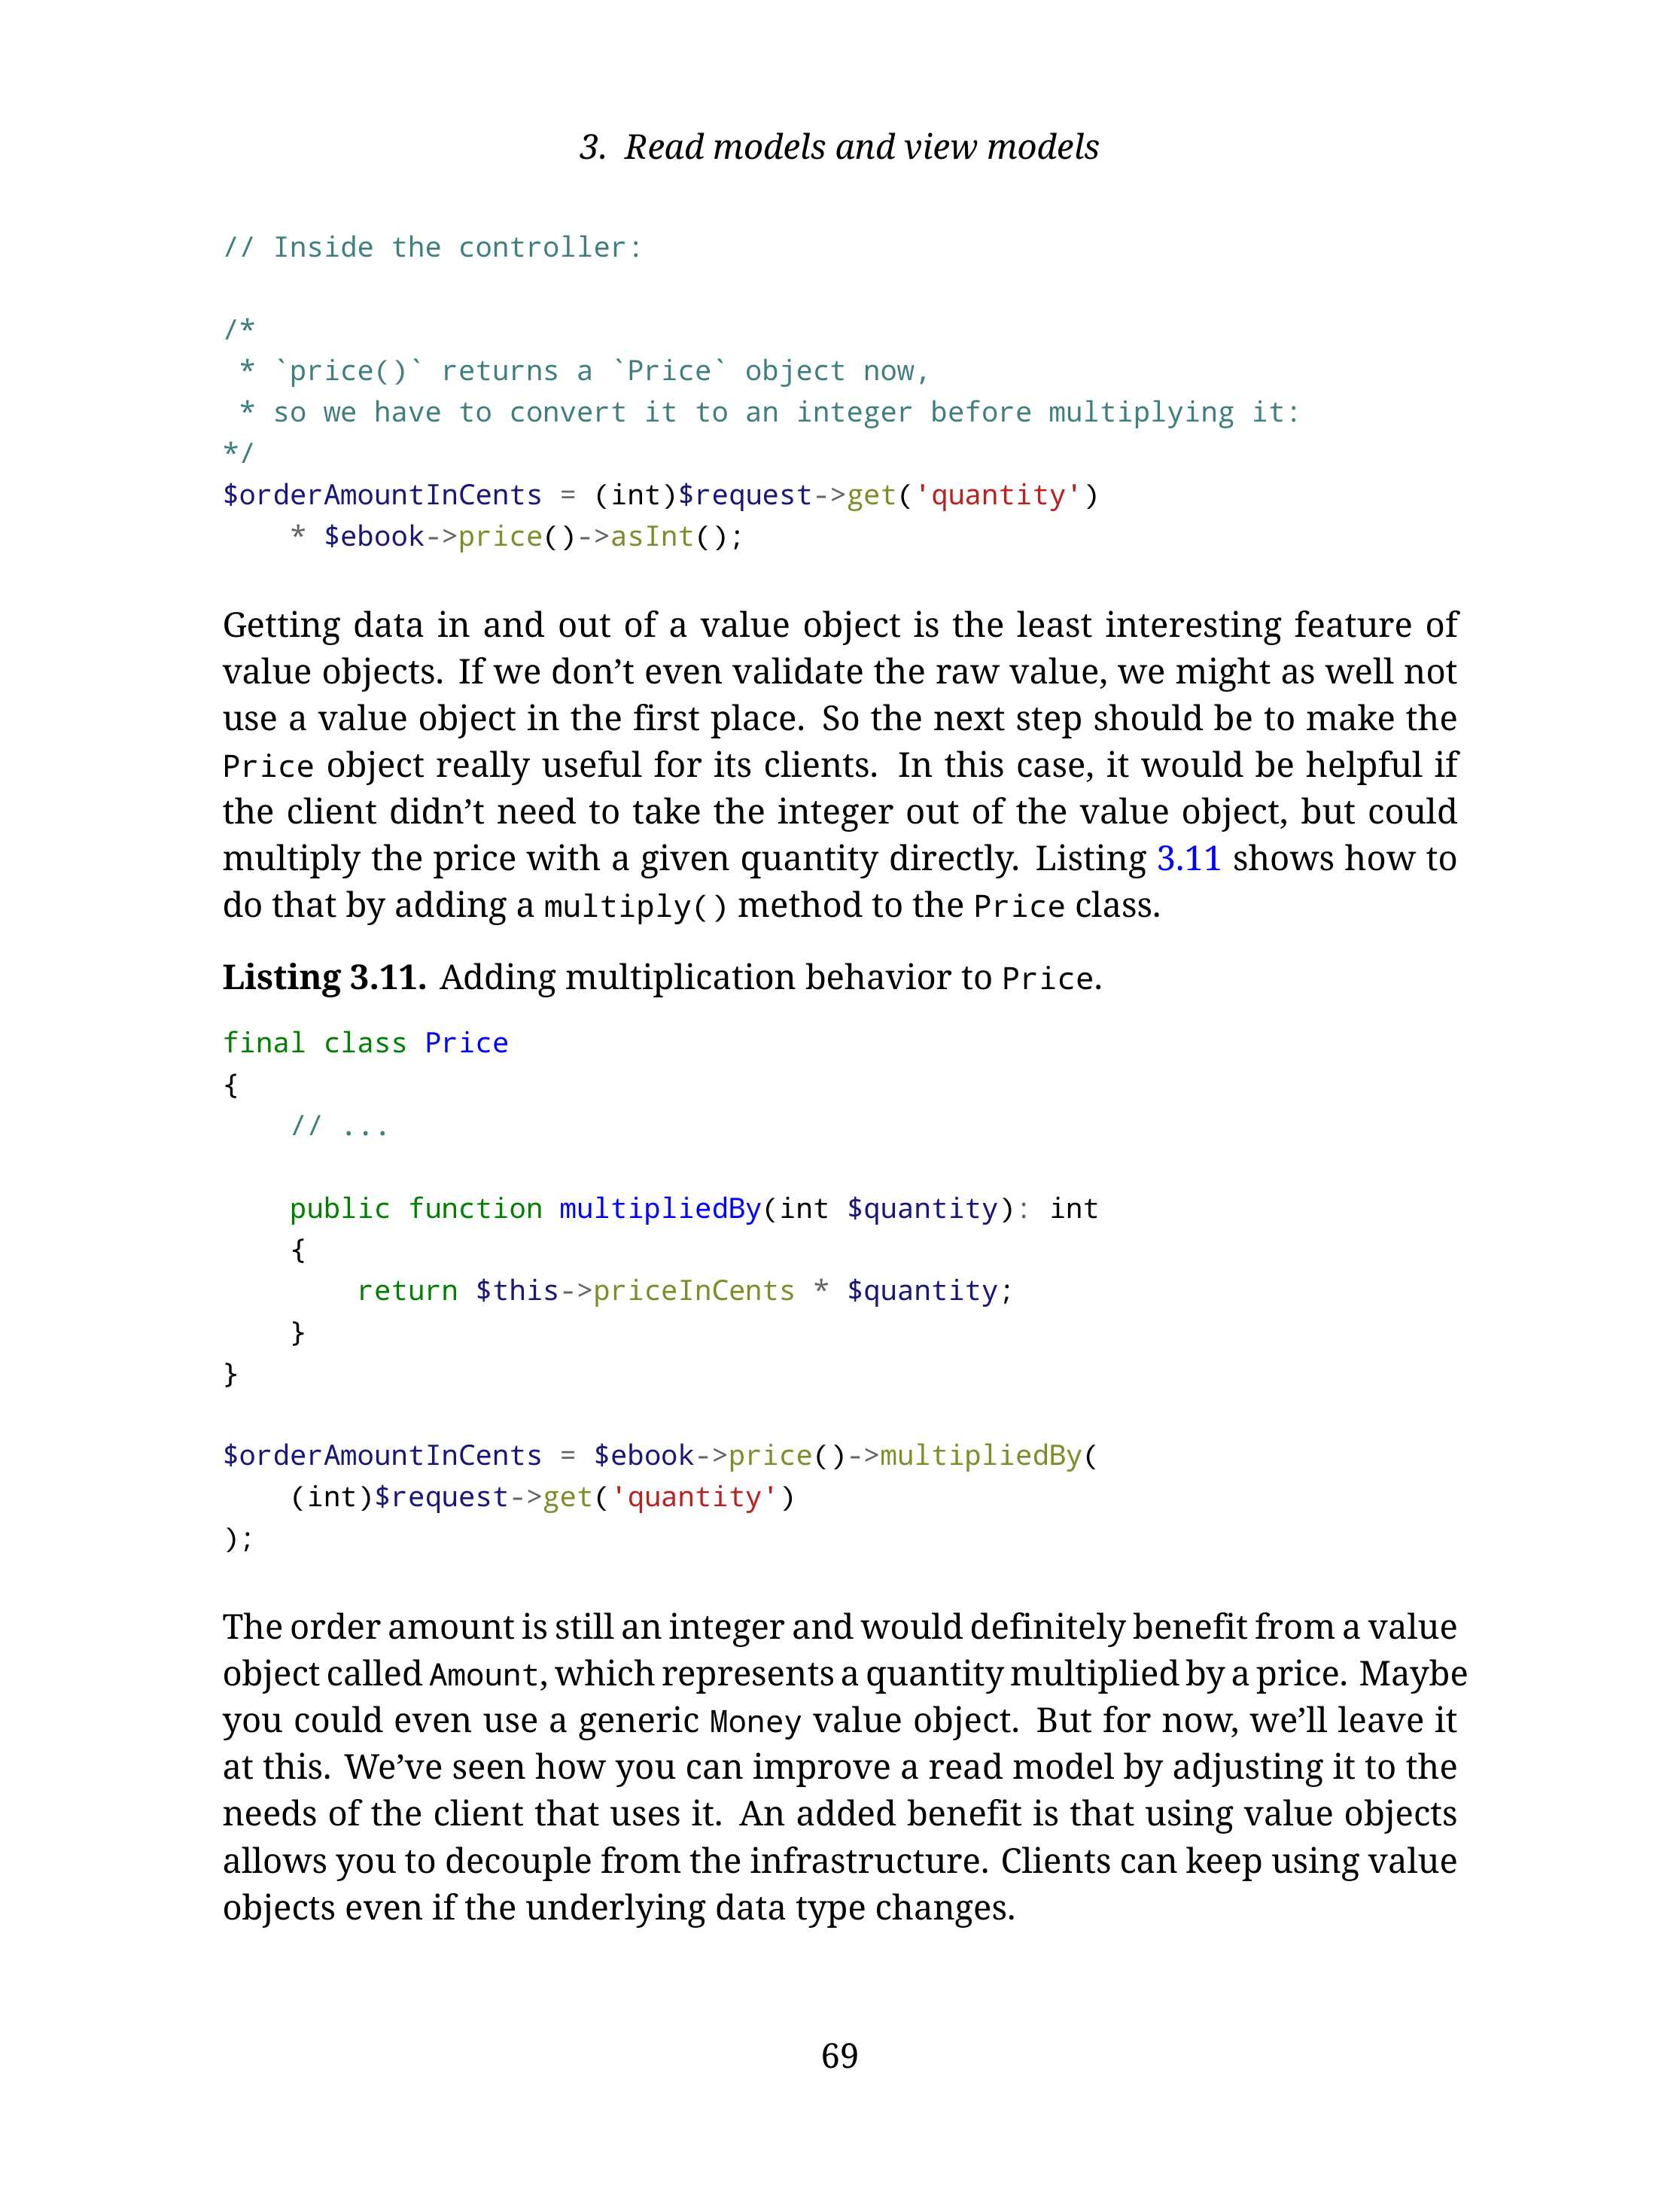 3. Read models and view models
// Inside the controller:
/*
 * `price()` returns a `Price` object now,
 * so we have to convert it to an integer before multiplying it:
*/
$orderAmountInCents = (int)$request->get('quantity')
    * $ebook->price()->asInt();
Getting data in and out of a value object is the least interesting feature of
value objects. If we don’t even validate the raw value, we might as well not
use a value object in the first place. So the next step should be to make the
Price object really useful for its clients. In this case, it would be helpful if
the client didn’t need to take the integer out of the value object, but could
multiply the price with a given quantity directly. Listing 3.11 shows how to
do that by adding a multiply() method to the Price class.
Listing 3.11. Adding multiplication behavior to Price.
final class Price
{
    // ...
    public function multipliedBy(int $quantity): int
    {
        return $this->priceInCents * $quantity;
    }
}
$orderAmountInCents = $ebook->price()->multipliedBy(
    (int)$request->get('quantity')
);
The order amount is still an integer and would definitely benefit from a value
object called Amount, which represents a quantity multiplied by a price. Maybe
you could even use a generic Money value object. But for now, we’ll leave it
at this. We’ve seen how you can improve a read model by adjusting it to the
needs of the client that uses it. An added benefit is that using value objects
allows you to decouple from the infrastructure. Clients can keep using value
objects even if the underlying data type changes.
69